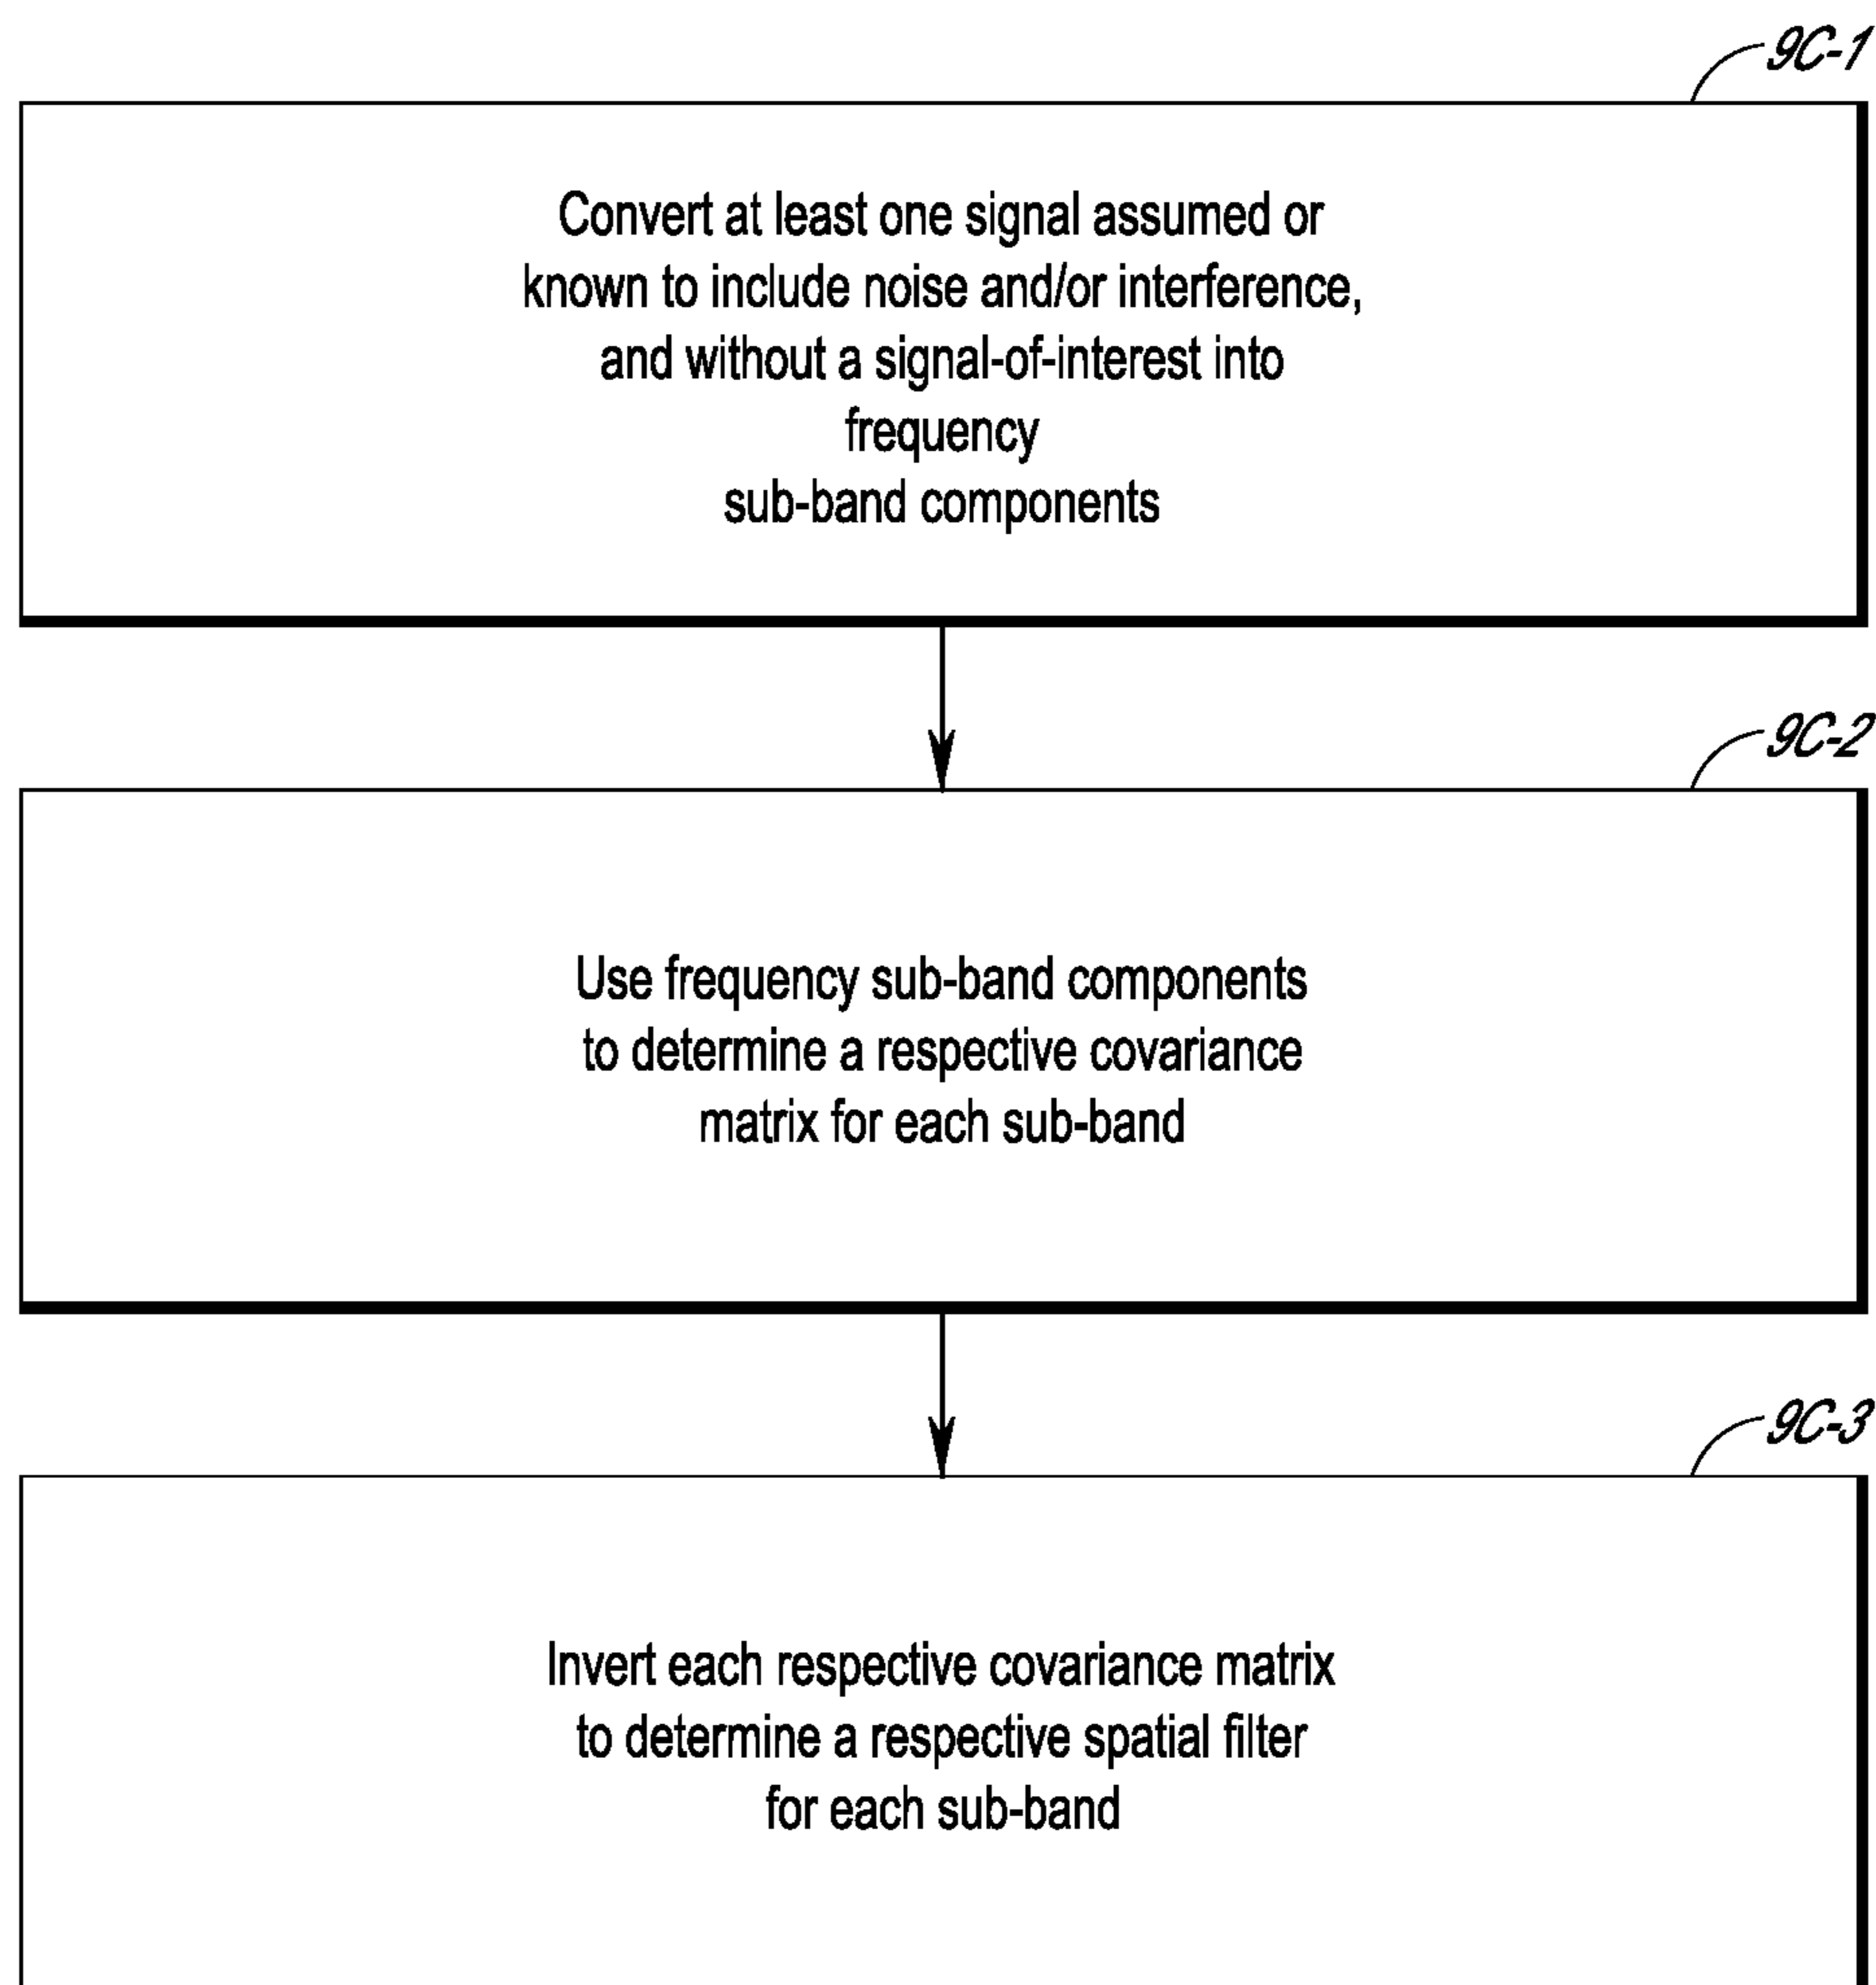 9C-1
Convert at least one signal assumed or
known to include noise and/or interference,
and without a signal-of-interest into
frequency
sub-band components
9C-2
Use frequency sub-band components
to determine a respective covariance
matrix for each sub-band
9C-3
Invert each respective covariance matrix
to determine a respective spatial filter
for each sub-band